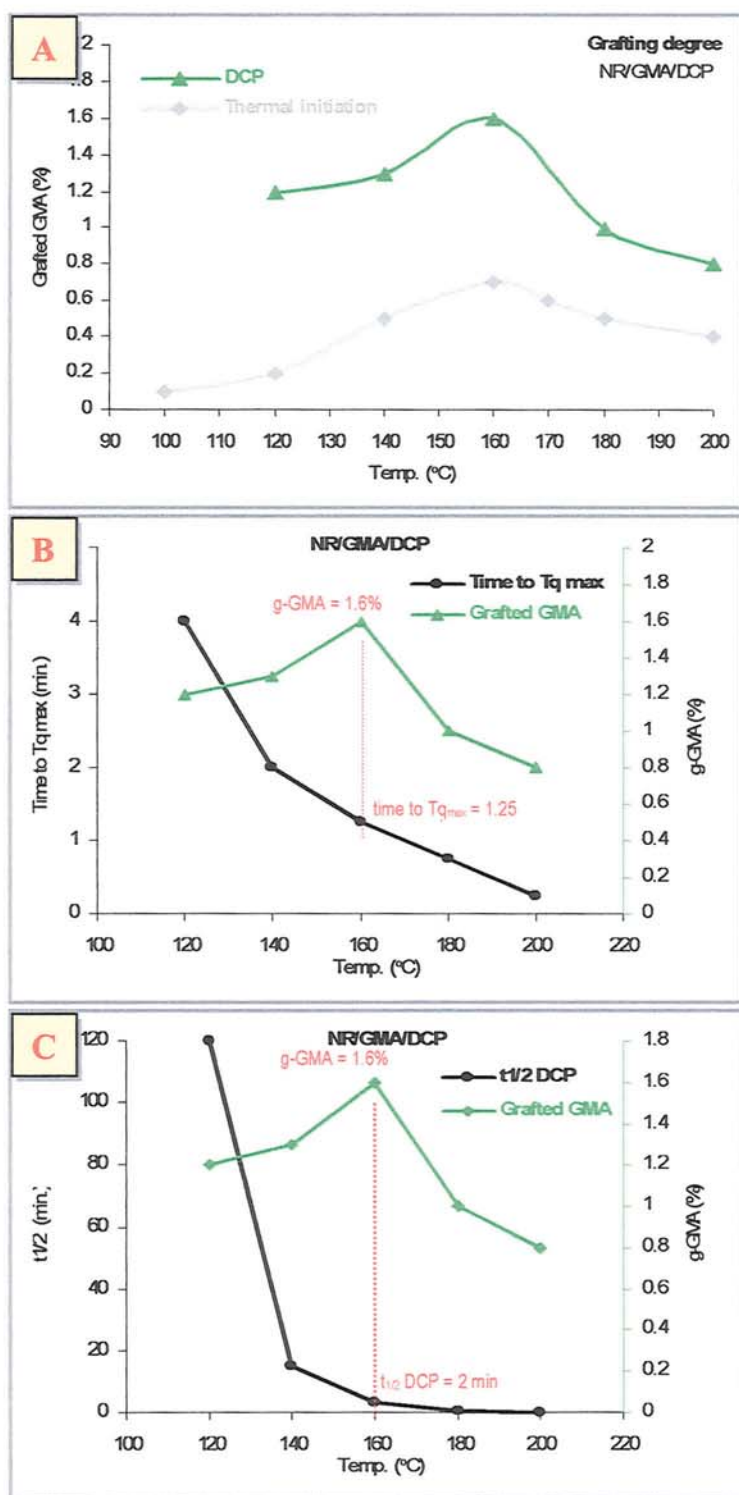 A
Grafting degree
NR/GMA/DCP
DCP
Thermal initiation
2
1.8
1.6
1.4
1.2
1
0.8
0.6
0.4
0.2
0
Grafted GMA (%)
90 100 110 120 130 140 150 160 170 180 190 200
Temp. (°C)
B
NR/GMA/DCP
Time to Tq max
Grafted GMA
g-GMA = 1.6%
time to Tqmax = 1.25
4
3
2
1
0
Time to Tq max (min.)
2
1.8
1.6
1.4
1.2
1
0.8
0.6
0.4
0.2
0
g-GMA (%)
100 120 140 160 180 200 220
Temp. (°C)
C
NR/GMA/DCP
g-GMA = 1.6%
t1/2 DCP
Grafted GMA
t1/2 DCP = 2 min
120
100
80
60
40
20
0
t1/2 (min.)
1.8
1.6
1.4
1.2
1
0.8
0.6
0.4
0.2
0
g-GMA (%)
100 120 140 160 180 200 220
Temp. (°C)